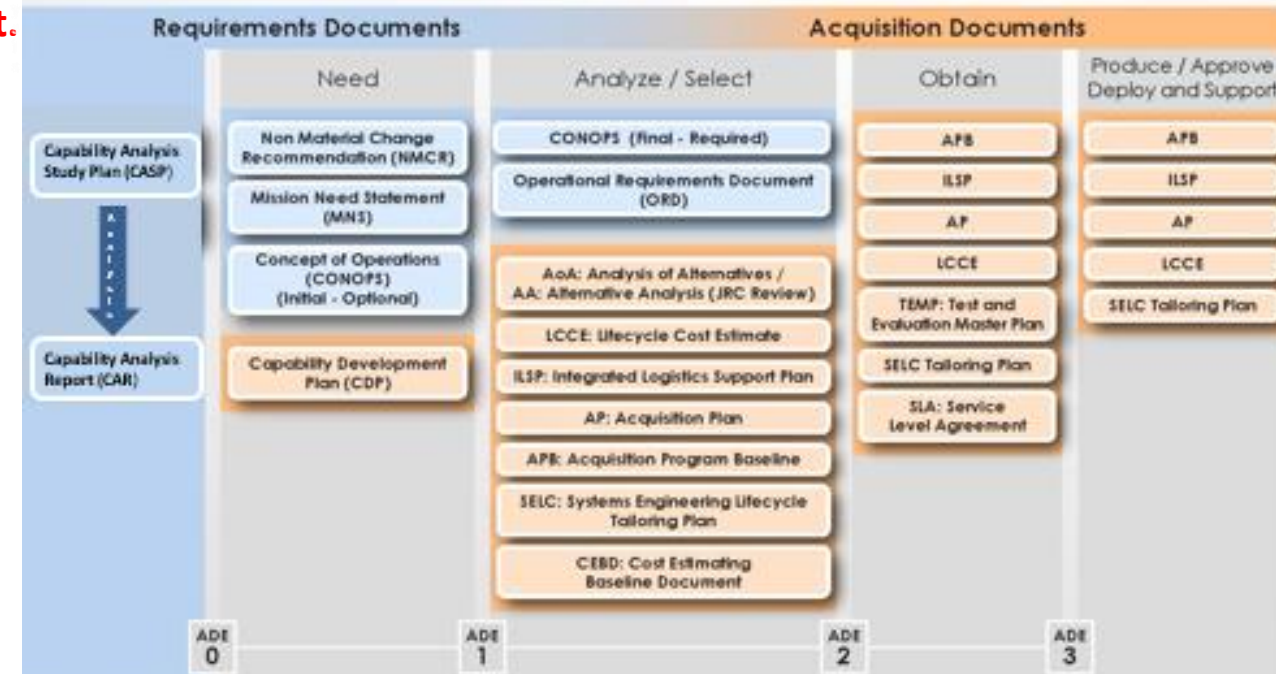 t.
Requirements Documents
Acquisition Documents
Need
Analyze / Select
Obtain
Produce / Approve
Deploy and Support
Capability Analysis
Study Plan (CASP)
Analysis
Capability Analysis
Report (CAR)
Non Material Change
Recommendation (NMCR)
Mission Need Statement
(MNS)
Concept of Operations
(CONOPS)
(Initial - Optional)
Capability Development
Plan (CDP)
CONOPS (Final - Required)
Operational Requirements Document
(ORD)
AoA: Analysis of Alternatives /
AA: Alternative Analysis (JRC Review)
LCCE: Lifecycle Cost Estimate
ILSP: Integrated Logistics Support Plan
AP: Acquisition Plan
APB: Acquisition Program Baseline
SELC: Systems Engineering Lifecycle
Tailoring Plan
CEBD: Cost Estimating
Baseline Document
APB
ILSP
AP
LCCE
TEMP: Test and
Evaluation Master Plan
SELC Tailoring Plan
SLA: Service
Level Agreement
APB
ILSP
AP
LCCE
SELC Tailoring Plan
ADE
0
ADE
1
ADE
2
ADE
3